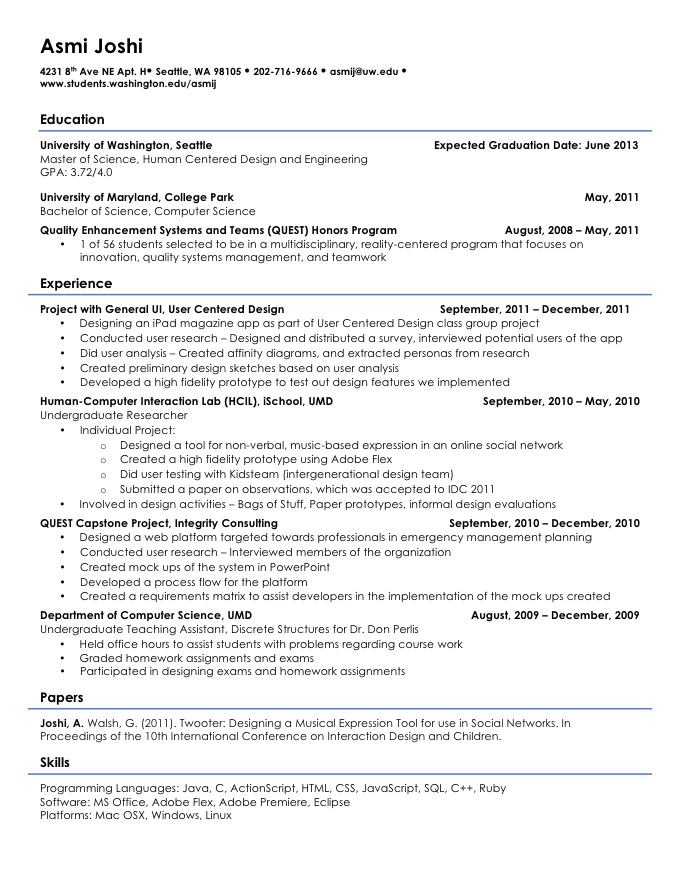 Asmi Joshi
4231 8th Ave NE Apt. H• Seattle, WA 98105 • 202-716-9666 • asmij@uw.edu •
www.students.washington.edu/asmij
Education
University of Washington, Seattle Expected Graduation Date: June 2013
Master of Science, Human Centered Design and Engineering
GPA: 3.72/4.0
University of Maryland, College Park May, 2011
Bachelor of Science, Computer Science
Quality Enhancement Systems and Teams (QUEST) Honors Program August, 2008 – May, 2011
• 1 of 56 students selected to be in a multidisciplinary, reality-centered program that focuses on
innovation, quality systems management, and teamwork
Experience
Project with General UI, User Centered Design September, 2011 – December, 2011
• Designing an iPad magazine app as part of User Centered Design class group project
• Conducted user research – Designed and distributed a survey, interviewed potential users of the app
• Did user analysis – Created affinity diagrams, and extracted personas from research
• Created preliminary design sketches based on user analysis
• Developed a high fidelity prototype to test out design features we implemented
Human-Computer Interaction Lab (HCIL), iSchool, UMD September, 2010 – May, 2010
Undergraduate Researcher
• Individual Project:
o Designed a tool for non-verbal, music-based expression in an online social network
o Created a high fidelity prototype using Adobe Flex
o Did user testing with Kidsteam (intergenerational design team)
o Submitted a paper on observations, which was accepted to IDC 2011
• Involved in design activities – Bags of Stuff, Paper prototypes, informal design evaluations
QUEST Capstone Project, Integrity Consulting September, 2010 – December, 2010
• Designed a web platform targeted towards professionals in emergency management planning
• Conducted user research – Interviewed members of the organization
• Created mock ups of the system in PowerPoint
• Developed a process flow for the platform
• Created a requirements matrix to assist developers in the implementation of the mock ups created
Department of Computer Science, UMD August, 2009 – December, 2009
Undergraduate Teaching Assistant, Discrete Structures for Dr. Don Perlis
• Held office hours to assist students with problems regarding course work
• Graded homework assignments and exams
• Participated in designing exams and homework assignments
Papers
Joshi, A. Walsh, G. (2011). Twooter: Designing a Musical Expression Tool for use in Social Networks. In
Proceedings of the 10th International Conference on Interaction Design and Children.
Skills
Programming Languages: Java, C, ActionScript, HTML, CSS, JavaScript, SQL, C++, Ruby
Software: MS Office, Adobe Flex, Adobe Premiere, Eclipse
Platforms: Mac OSX, Windows, Linux